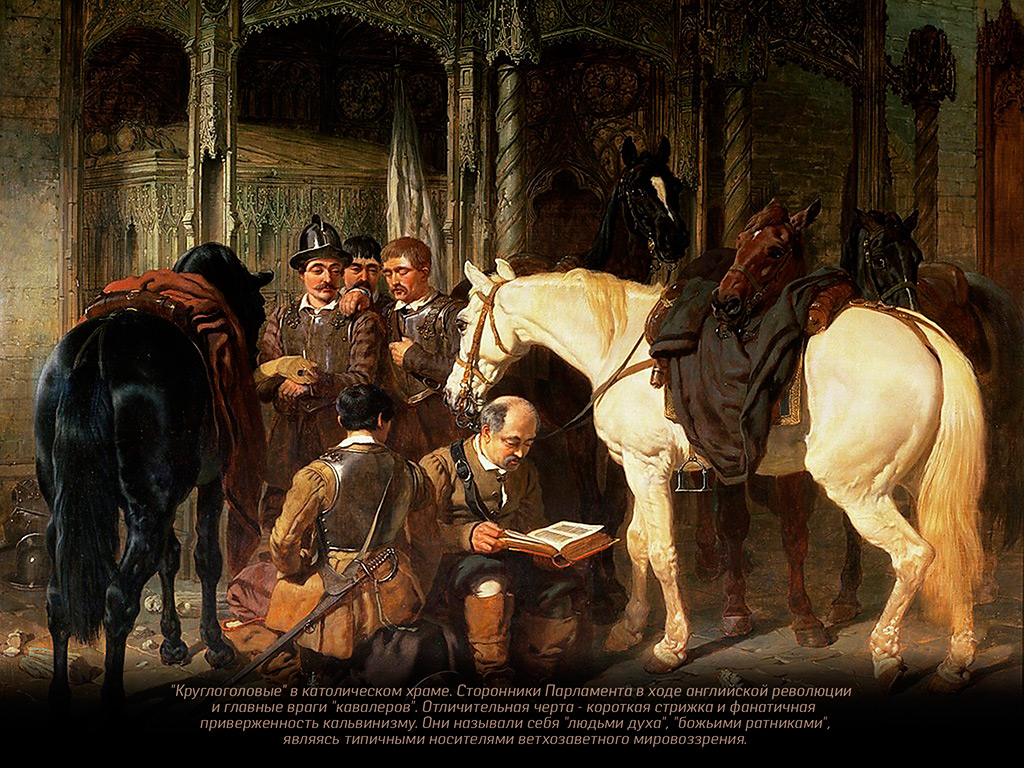 "Круглоголовые" в католическом храме. Сторонники Парламента в ходе английской революции
и главные враги "кавалеров". Отличительная черта - короткая стрижка и фанатичная
приверженность кальвинизму. Они называли себя "людьми духа", "божьими ратниками",
являясь типичными носителями ветхозаветного мировоззрения.